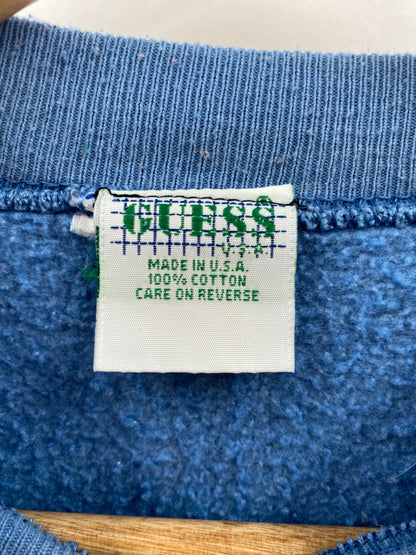 GUESS
U.S.A.
MADE IN U.S.A.
100% COTTON
CARE ON REVERSE